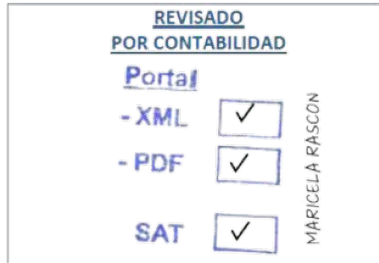 REVISADO
POR CONTABILIDAD
Portal
- XML ✓
- PDF ✓
SAT ✓
MARICELA RASCON